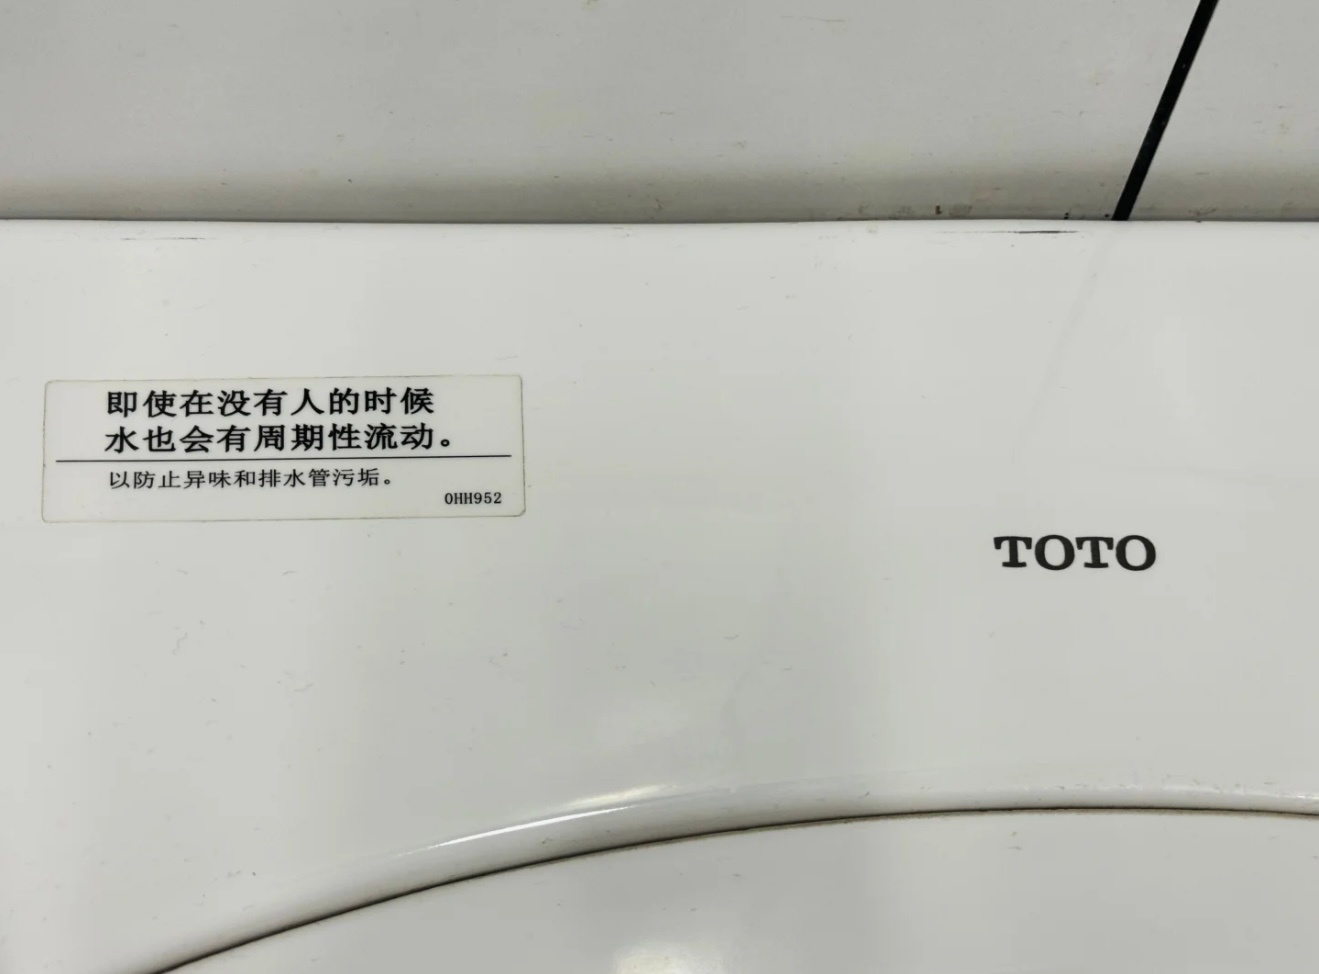 即使在没有人的时候
水也会有周期性流动。
以防止异味和排水管污垢。
0HH952
TOTO